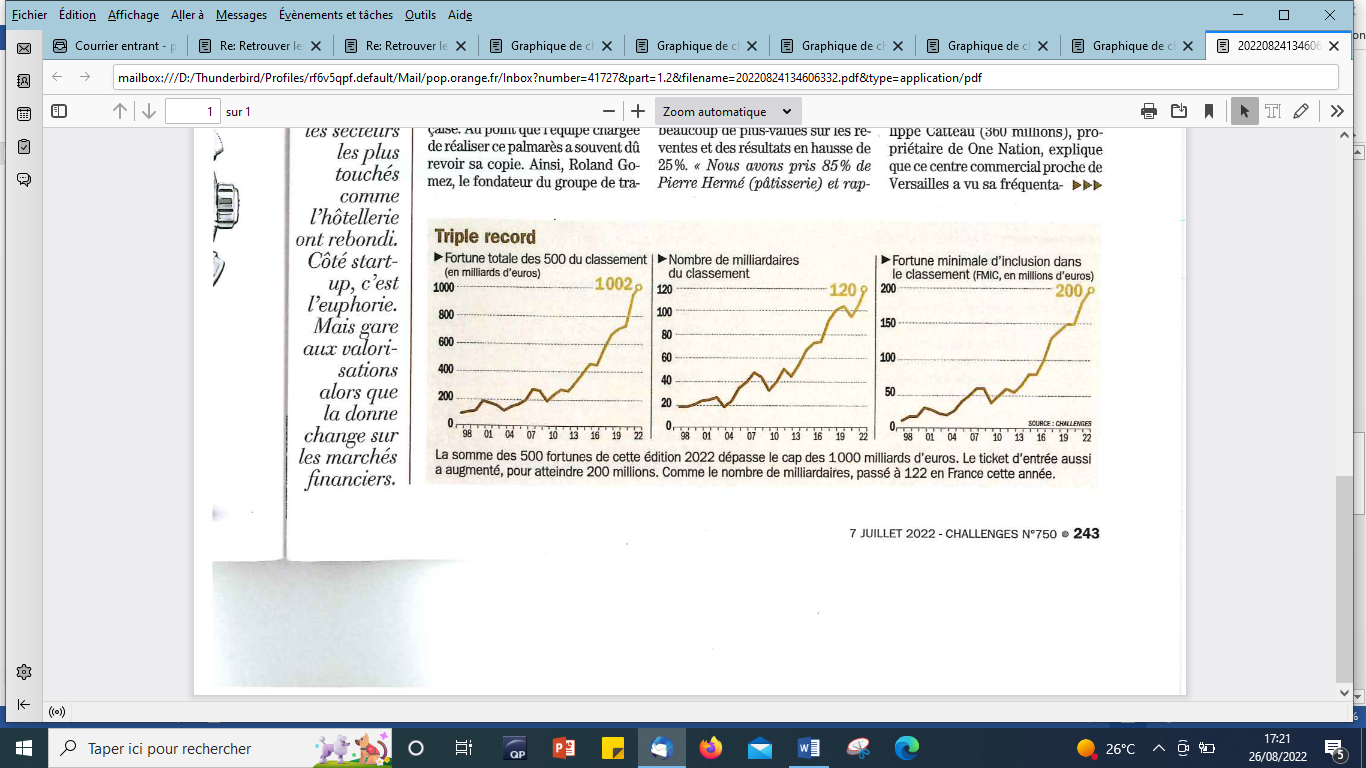 Fichier Édition Affichage Aller à Messages Évènements et tâches Outils Aide
Courrier entrant - p
Re: Retrouver le
Re: Retrouver le
Graphique de cl
Graphique de cl
Graphique de cl
Graphique de cl
Graphique de cl
20220824134606
mailbox:///D:/Thunderbird/Profiles/rf6v5qpf.default/Mail/pop.orange.fr/Inbox?number=41727&part=1.2&filename=20220824134606332.pdf&type=application/pdf
1 sur 1
Zoom automatique
les secteurs
les plus
touchés
comme
l'hôtellerie
ont rebondi.
Côté start-
up, c'est
l'euphorie.
Mais gare
aux valori-
sations
alors que
la donne
change sur
les marchés
financiers.
çaise. Au point que l'équipe chargée
de réaliser ce palmarès a souvent dû
revoir sa copie. Ainsi, Roland Go-
mez, le fondateur du groupe de tra-
beaucoup de plus-values sur les re-
ventes et des résultats en hausse de
25%. « Nous avons pris 85% de
Pierre Hermé (pâtisserie) et rap-
lippe Catteau (360 millions), pro-
priétaire de One Nation, explique
que ce centre commercial proche de
Versailles a vu sa fréquenta-
Triple record
Fortune totale des 500 du classement
(en milliards d'euros)
1002
1000
800
600
400
200
0
98 01 04 07 10 13 16 19 22
Nombre de milliardaires
du classement
120
120
100
80
60
40
20
0
98 01 04 07 10 13 16 19 22
Fortune minimale d'inclusion dans
le classement (FMIC, en millions d'euros)
200
200
150
100
50
0
SOURCE : CHALLENGES
98 01 04 07 10 13 16 19 22
La somme des 500 fortunes de cette édition 2022 dépasse le cap des 1000 milliards d'euros. Le ticket d'entrée aussi
a augmenté, pour atteindre 200 millions. Comme le nombre de milliardaires, passé à 122 en France cette année.
7 JUILLET 2022 - CHALLENGES N°750 243
Taper ici pour rechercher
QP
26°C
17:21
26/08/2022
5